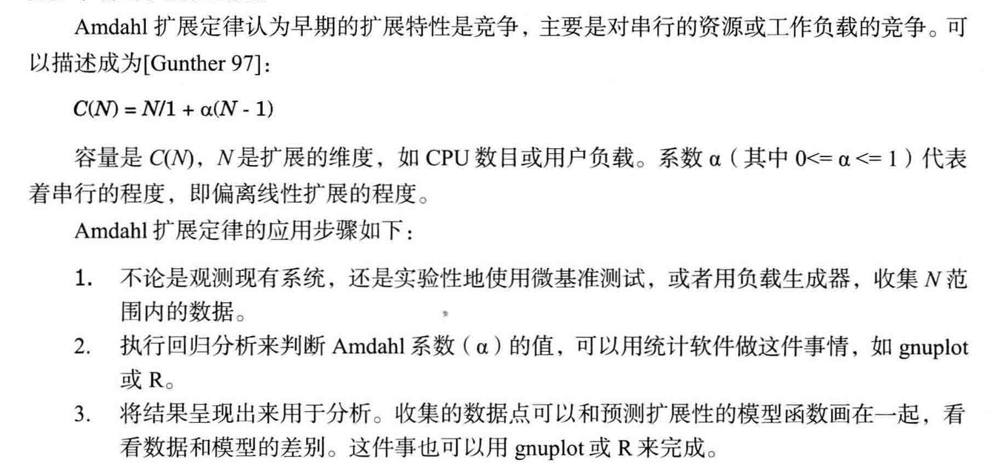 Amdahl 扩展定律认为早期的扩展特性是竞争，主要是对串行的资源或工作负载的竞争。可
以描述成为[Gunther 97]：
C(N) = N/1 + α(N - 1)
容量是 C(N)，N 是扩展的维度，如 CPU 数目或用户负载。系数 α（其中 0<= α <= 1）代表
着串行的程度，即偏离线性扩展的程度。
Amdahl 扩展定律的应用步骤如下：
1. 不论是观测现有系统，还是实验性地使用微基准测试，或者用负载生成器，收集 N 范
围内的数据。
2. 执行回归分析来判断 Amdahl 系数（α）的值，可以用统计软件做这件事情，如 gnuplot
或 R。
3. 将结果呈现出来用于分析。收集的数据点可以和预测扩展性的模型函数画在一起，看
看数据和模型的差别。这件事也可以用 gnuplot 或 R 来完成。